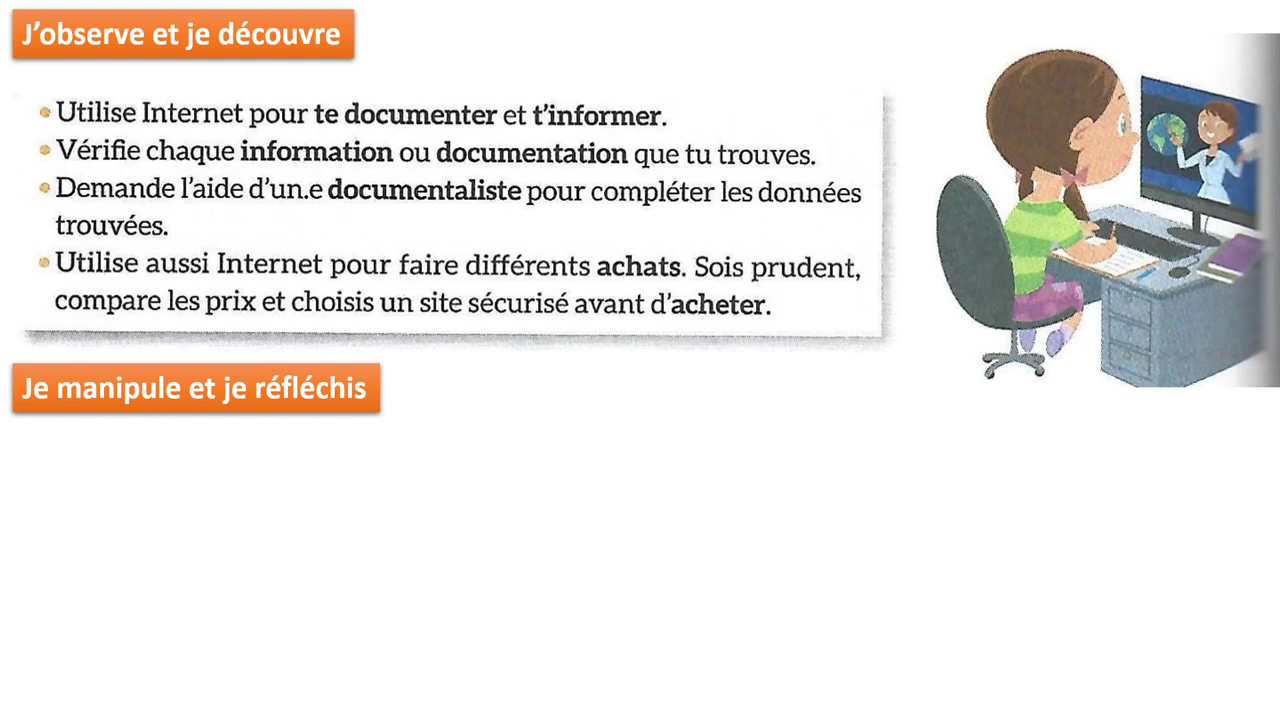 J'observe et je découvre
• Utilise Internet pour te documenter et t'informer.
• Vérifie chaque information ou documentation que tu trouves.
• Demande l'aide d'un.e documentaliste pour compléter les données
trouvées.
• Utilise aussi Internet pour faire différents achats. Sois prudent,
compare les prix et choisis un site sécurisé avant d'acheter.
Je manipule et je réfléchis